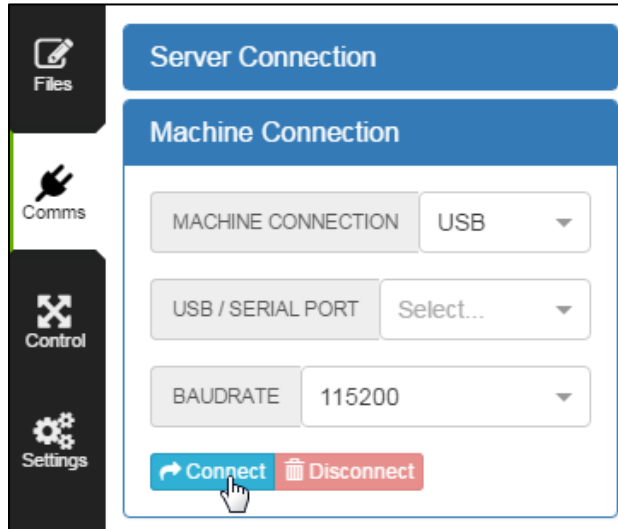 Files
Comms
Control
Settings
Server Connection
Machine Connection
MACHINE CONNECTION USB
USB / SERIAL PORT Select...
BAUDRATE 115200
Connect Disconnect